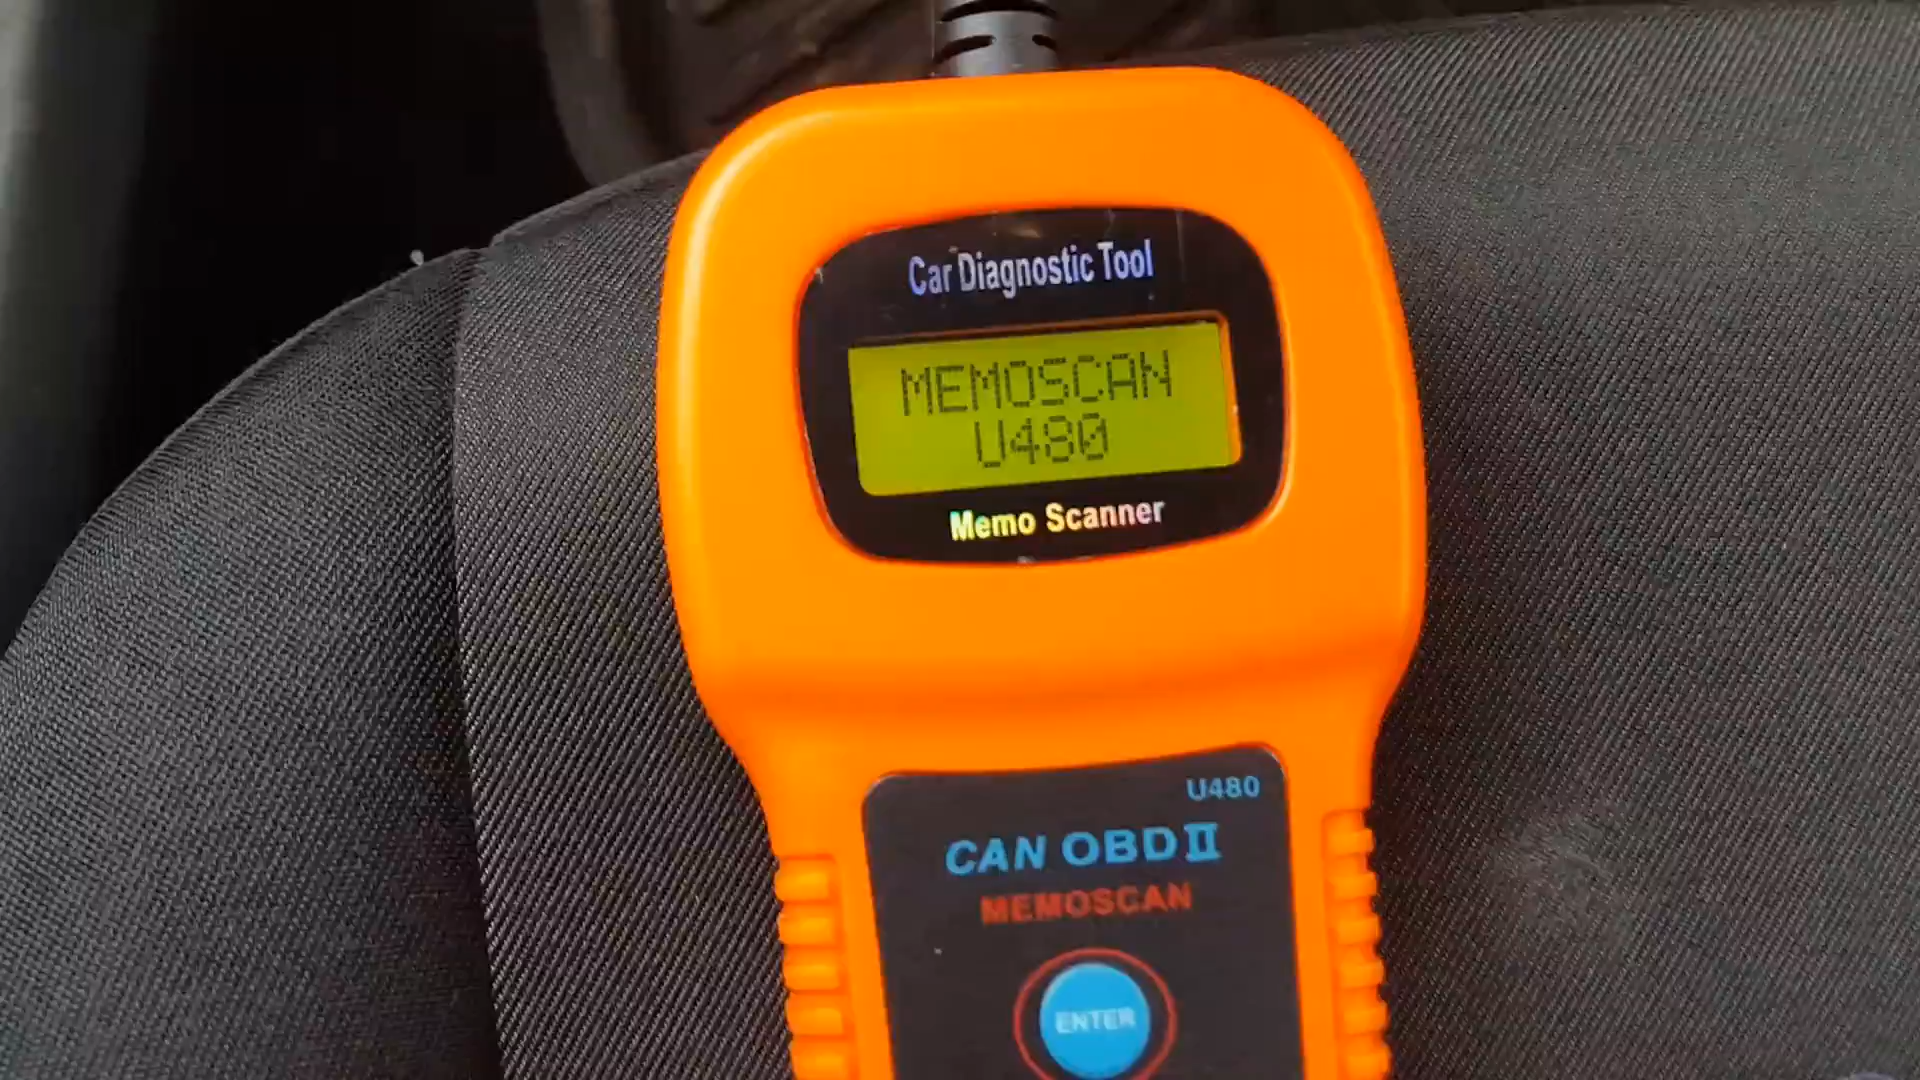 Car Diagnostic Tool
MEMOSCAN
U480
Memo Scanner
U480
CAN OBD II
MEMOSCAN
ENTER